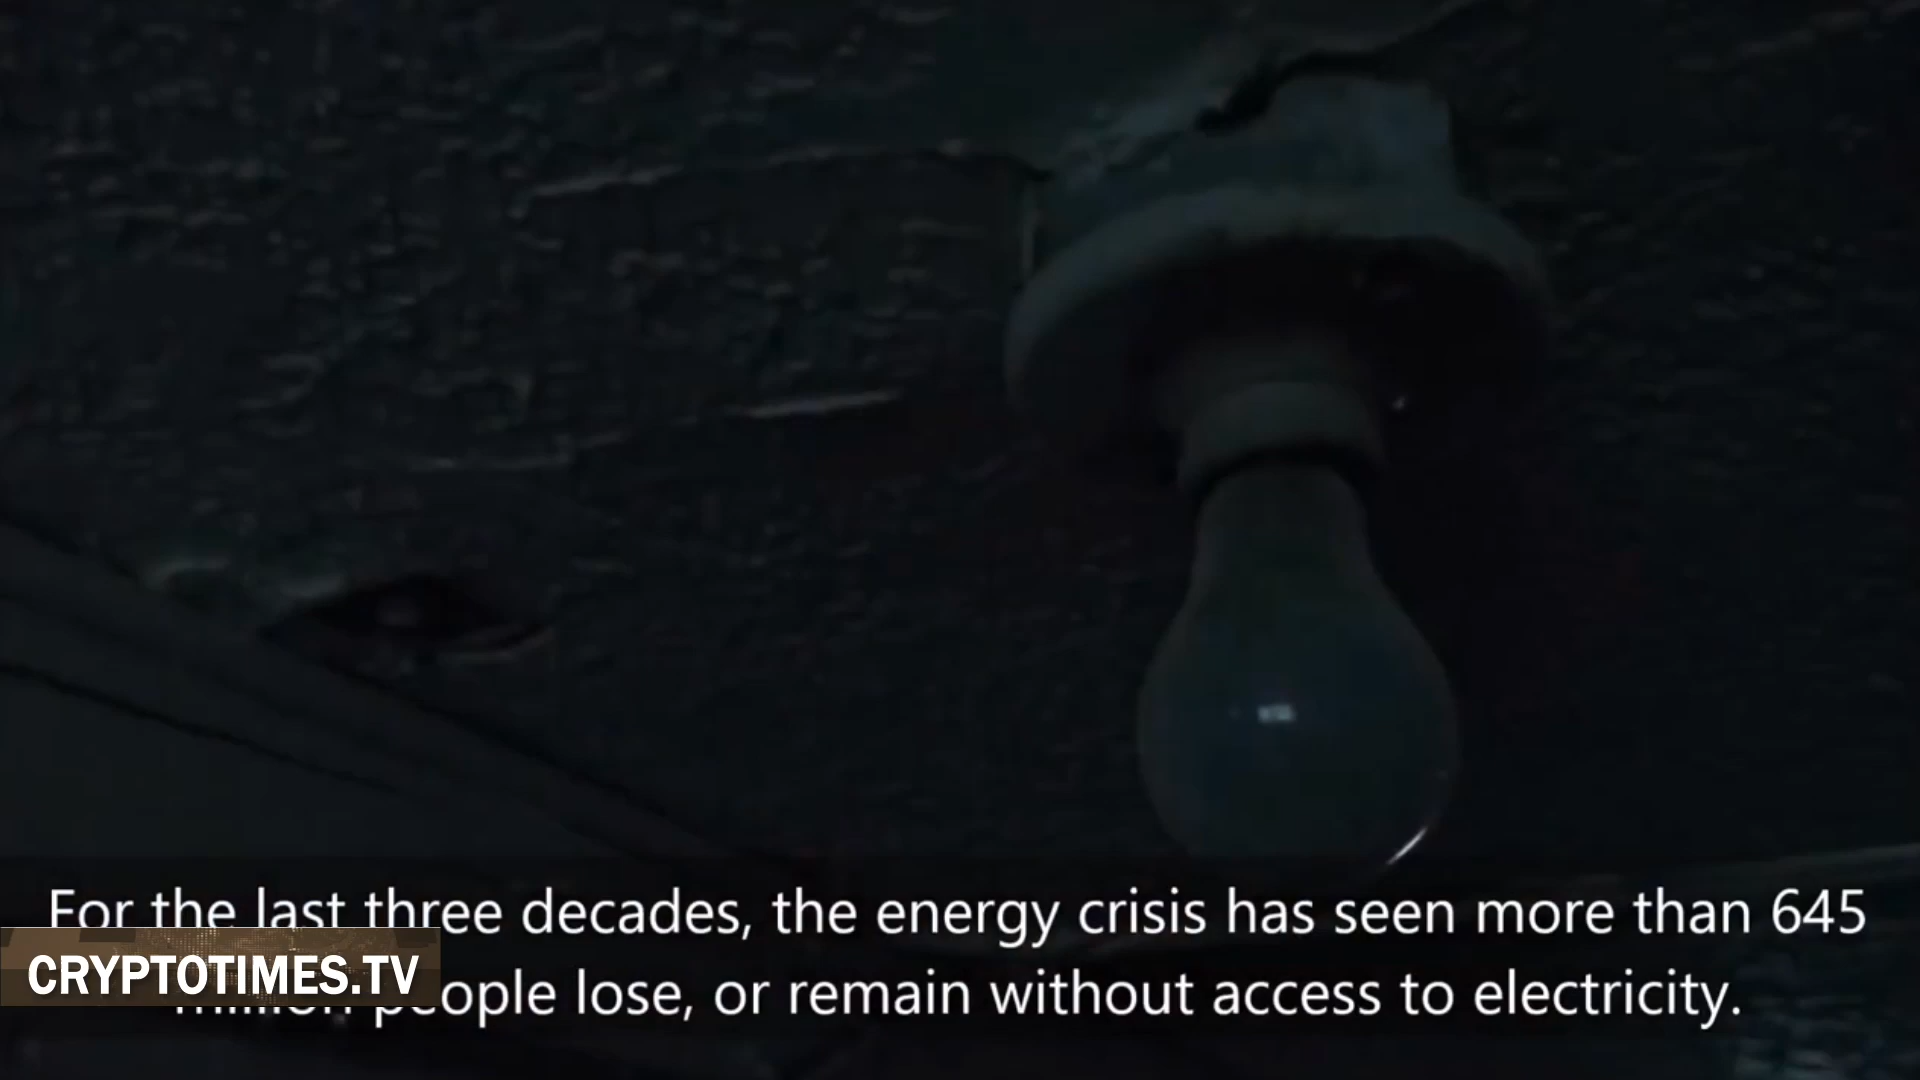 For the last three decades, the energy crisis has seen more than 645
million people lose, or remain without access to electricity.
CRYPTOTIMES.TV